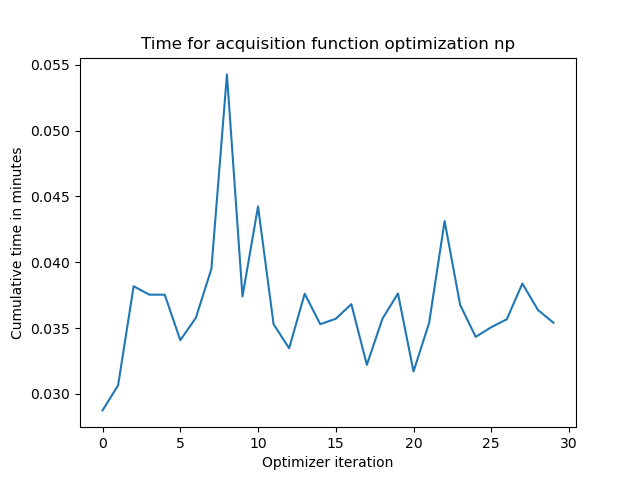 Time for acquisition function optimization np
Cumulative time in minutes
0.055
0.050
0.045
0.040
0.035
0.030
0 5 10 15 20 25 30
Optimizer iteration